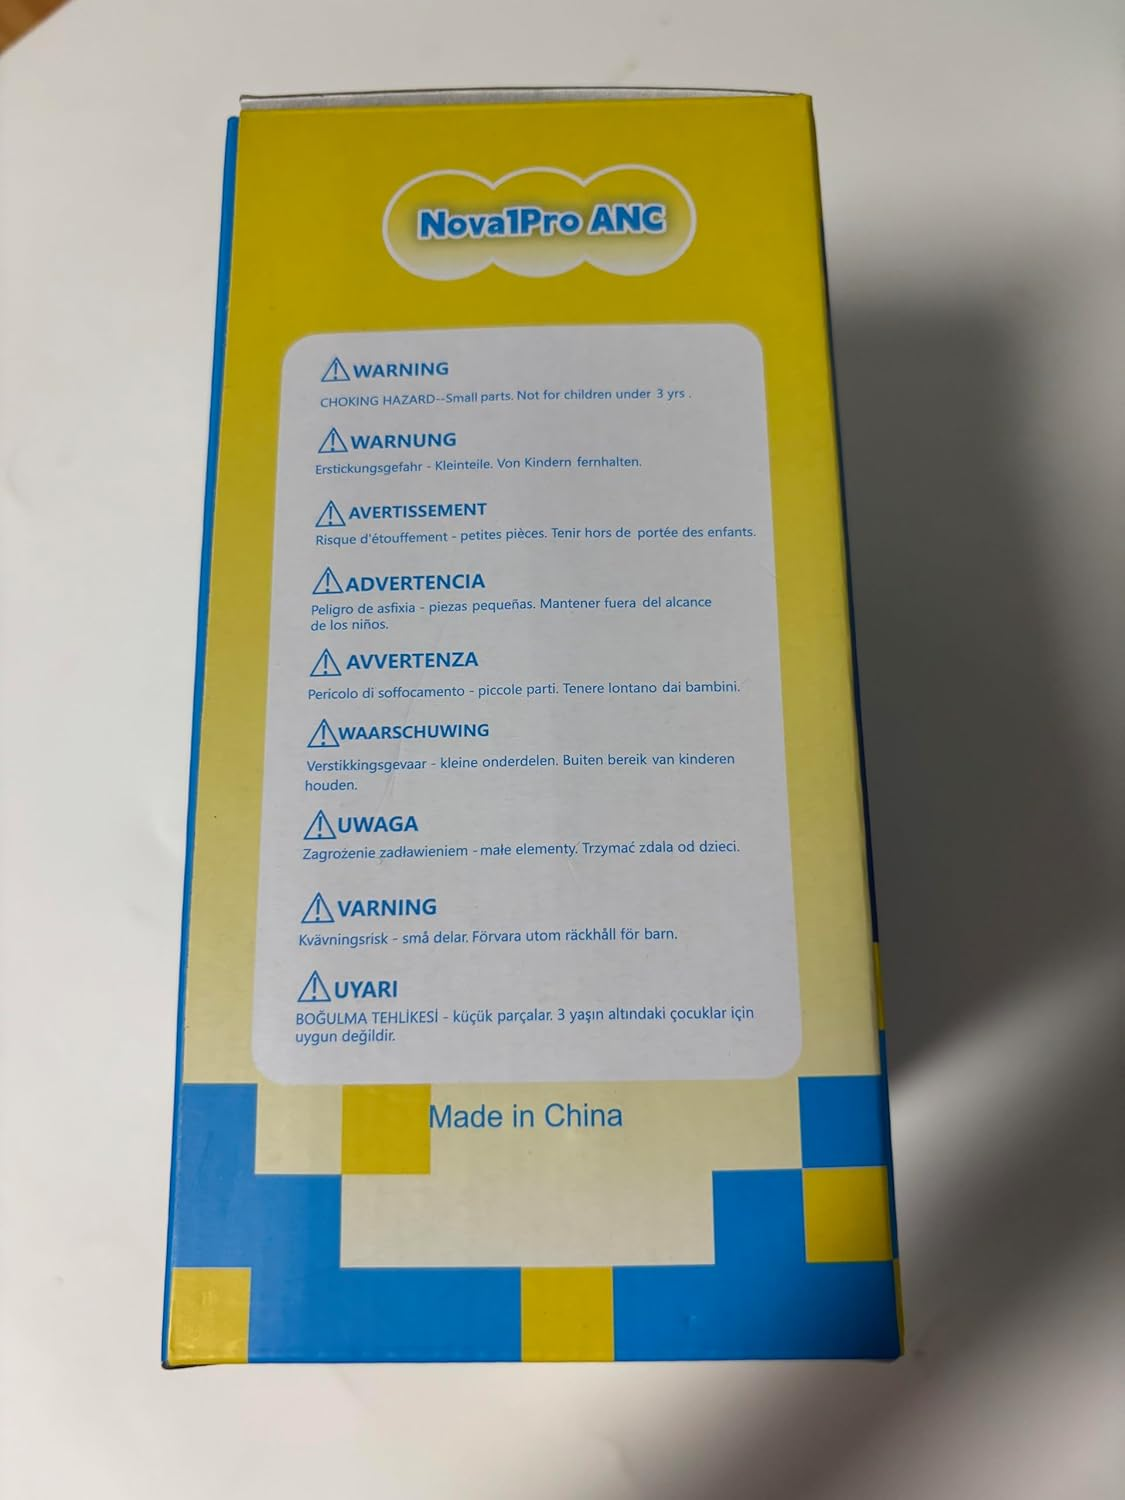 Nova1Pro ANC
⚠WARNING
CHOKING HAZARD--Small parts. Not for children under 3 yrs .
⚠WARNUNG
Erstickungsgefahr - Kleinteile. Von Kindern fernhalten.
⚠AVERTISSEMENT
Risque d'étouffement - petites pièces. Tenir hors de portée des enfants.
⚠ADVERTENCIA
Peligro de asfixia - piezas pequeñas. Mantener fuera del alcance
de los niños.
⚠AVVERTENZA
Pericolo di soffocamento - piccole parti. Tenere lontano dai bambini.
⚠WAARSCHUWING
Verstikkingsgevaar - kleine onderdelen. Buiten bereik van kinderen
houden.
⚠UWAGA
Zagrożenie zadławieniem - małe elementy. Trzymać zdala od dzieci.
⚠VARNING
Kvävningsrisk - små delar. Förvara utom räckhåll för barn.
⚠UYARI
BOĞULMA TEHLİKESİ - küçük parçalar. 3 yaşın altındaki çocuklar için
uygun değildir.
Made in China